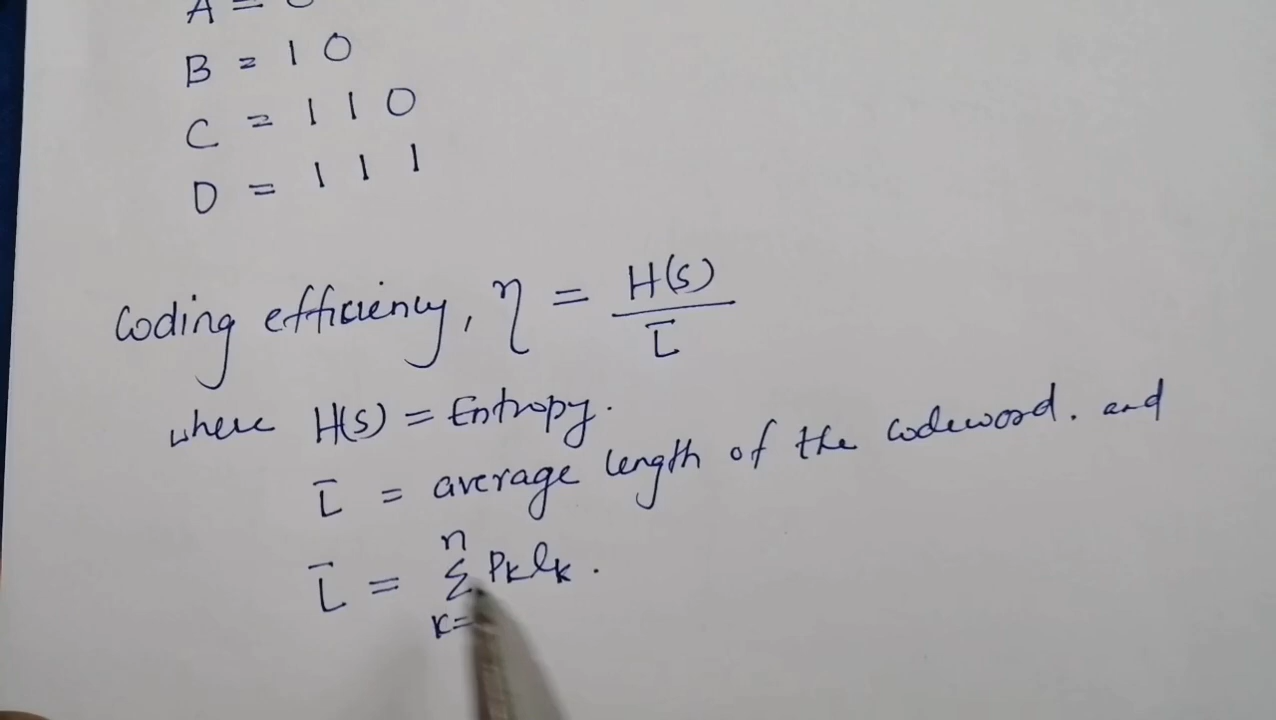 A =
B = 1 0
C = 1 1 0
D = 1 1 1
Coding efficiency, η = H(s) / L̄
where H(s) = Entropy.
L̄ = average length of the codeword. and
L̄ = n Σ k= Pk lk.